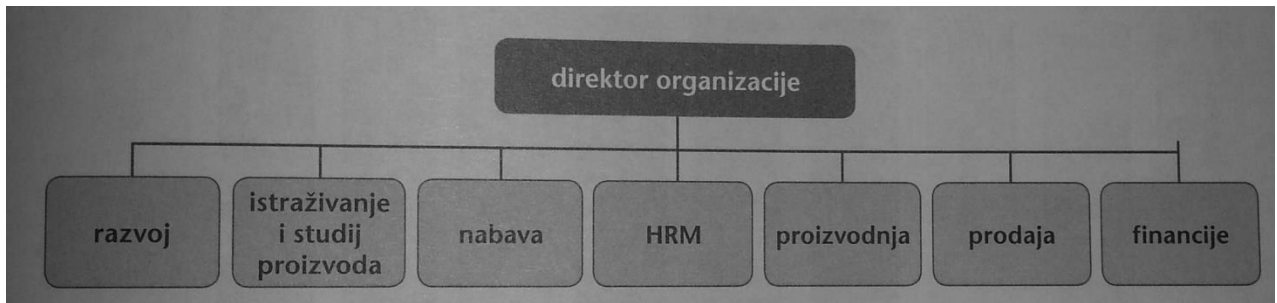 direktor organizacije
razvoj
istraživanje
i studij
proizvoda
nabava
HRM
proizvodnja
prodaja
financije